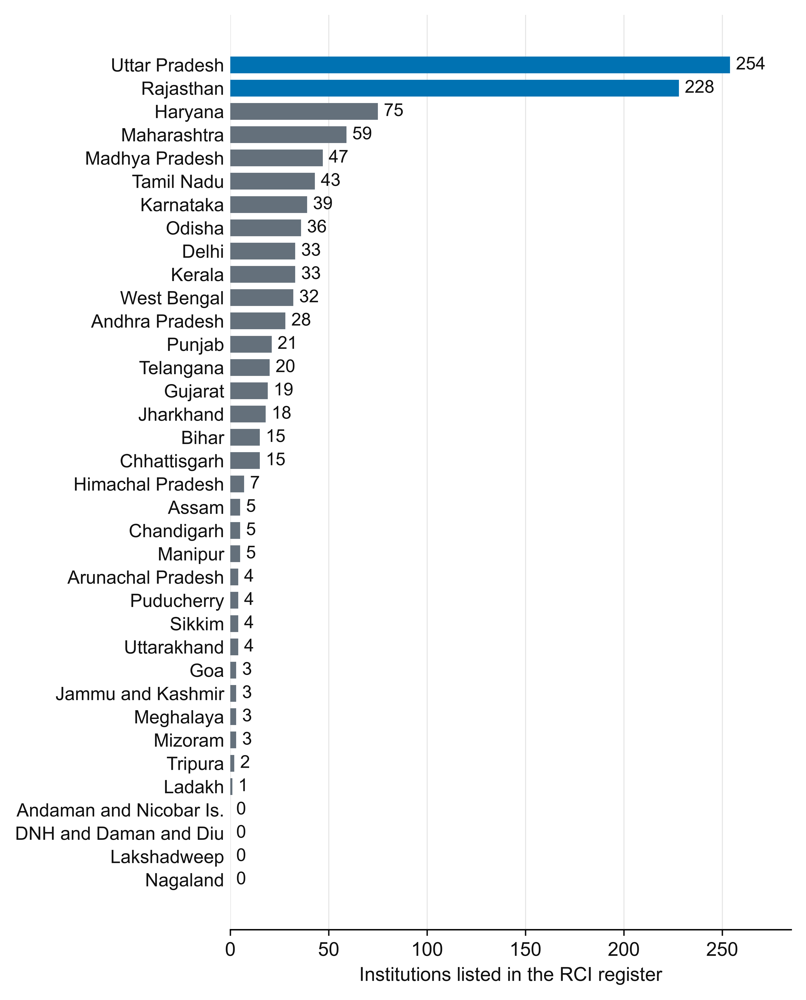 Uttar Pradesh 254
Rajasthan 228
Haryana 75
Maharashtra 59
Madhya Pradesh 47
Tamil Nadu 43
Karnataka 39
Odisha 36
Delhi 33
Kerala 33
West Bengal 32
Andhra Pradesh 28
Punjab 21
Telangana 20
Gujarat 19
Jharkhand 18
Bihar 15
Chhattisgarh 15
Himachal Pradesh 7
Assam 5
Chandigarh 5
Manipur 5
Arunachal Pradesh 4
Puducherry 4
Sikkim 4
Uttarakhand 4
Goa 3
Jammu and Kashmir 3
Meghalaya 3
Mizoram 3
Tripura 2
Ladakh 1
Andaman and Nicobar Is. 0
DNH and Daman and Diu 0
Lakshadweep 0
Nagaland 0
0 50 100 150 200 250
Institutions listed in the RCI register